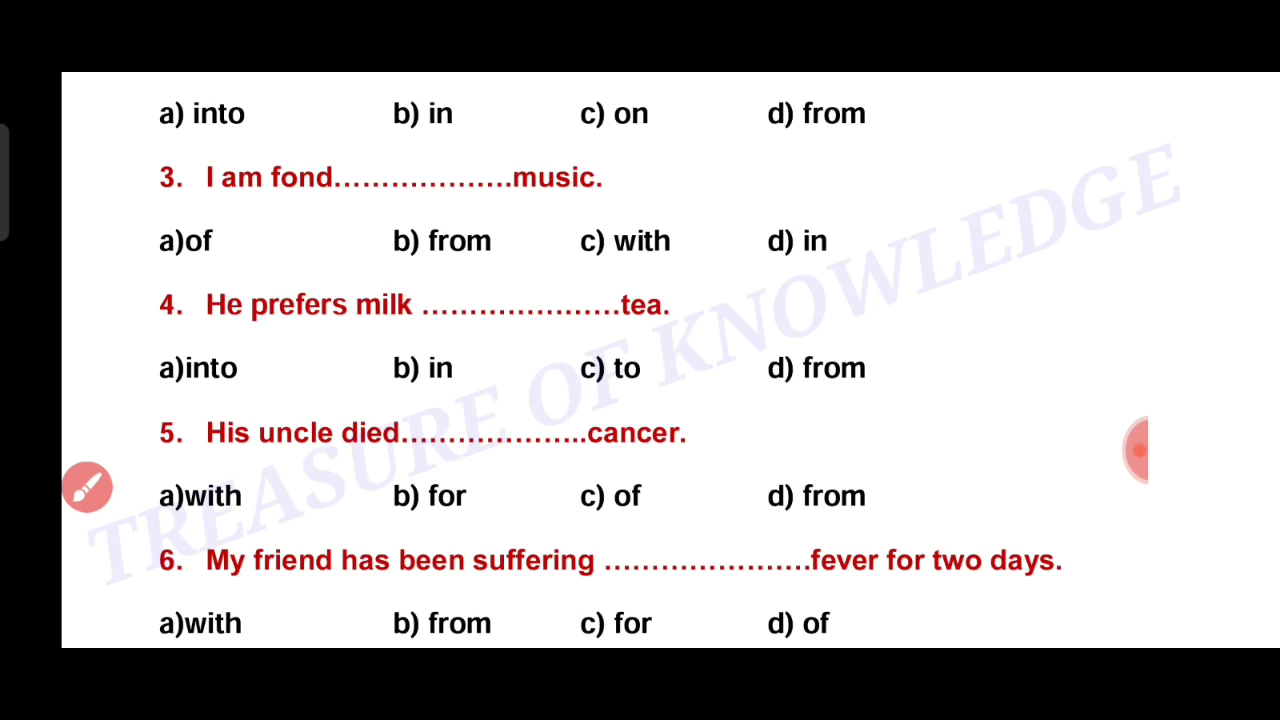 a) into b) in c) on d) from
3. I am fond……………….music.
a)of b) from c) with d) in
4. He prefers milk …………………tea.
a)into b) in c) to d) from
5. His uncle died………………..cancer.
a)with b) for c) of d) from
6. My friend has been suffering ………………….fever for two days.
a)with b) from c) for d) of
TREASURE OF KNOWLEDGE